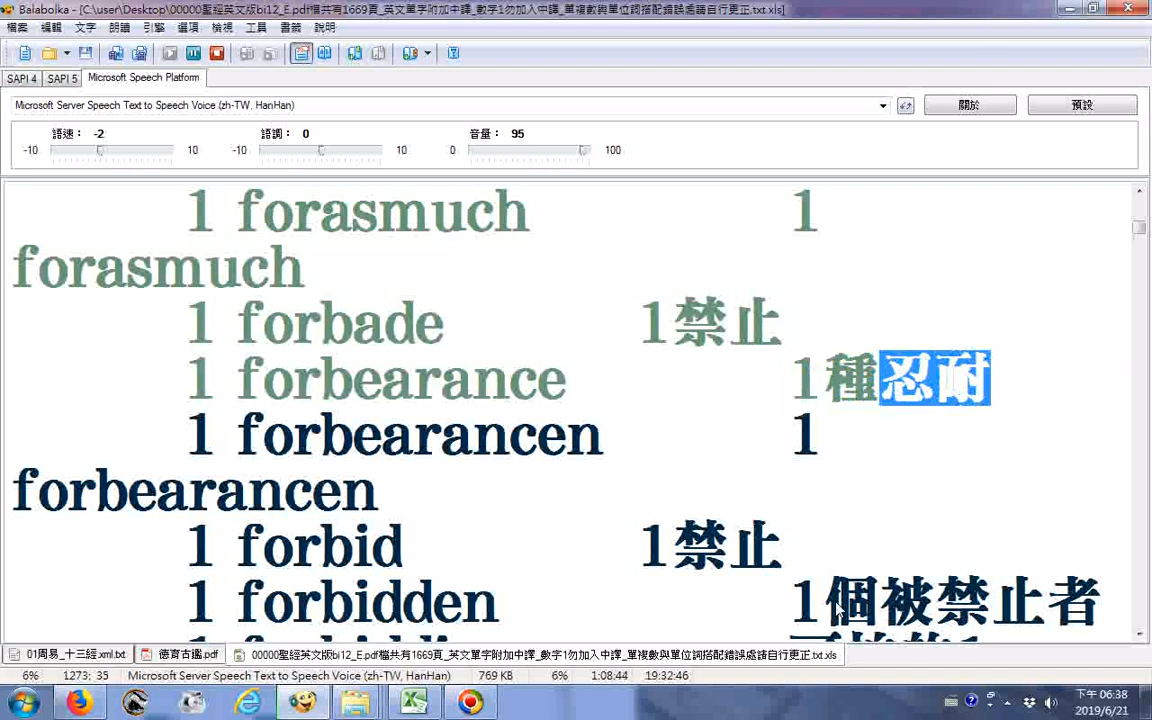 Balabolka - [C:\user\Desktop\00000聖經英文版bi12_E.pdf檔共有1669頁_英文單字附加中譯_數字1勿加入中譯_單複數與單位詞搭配錯誤處請自行更正.txt.xls]
檔案 編輯 文字 朗讀 引擎 選項 檢視 工具 書籤 說明
SAPI 4 SAPI 5 Microsoft Speech Platform
Microsoft Server Speech Text to Speech Voice (zh-TW, HanHan) 關於 預設
語速： -2 語調： 0 音量： 95
-10 10 -10 10 0 100
1 forasmuch 1
forasmuch
1 forbade 1禁止
1 forbearance 1種忍耐
1 forbearancen 1
forbearancen
1 forbid 1禁止
1 forbidden 1個被禁止者
01周易_十三經.xml.txt 德育古鑑.pdf 00000聖經英文版bi12_E.pdf檔共有1669頁_英文單字附加中譯_數字1勿加入中譯_單複數與單位詞搭配錯誤處請自行更正.txt.xls
6% 1273: 35 Microsoft Server Speech Text to Speech Voice (zh-TW, HanHan) 769 KB 6% 1:08:44 19:32:46
下午 06:38
2019/6/21